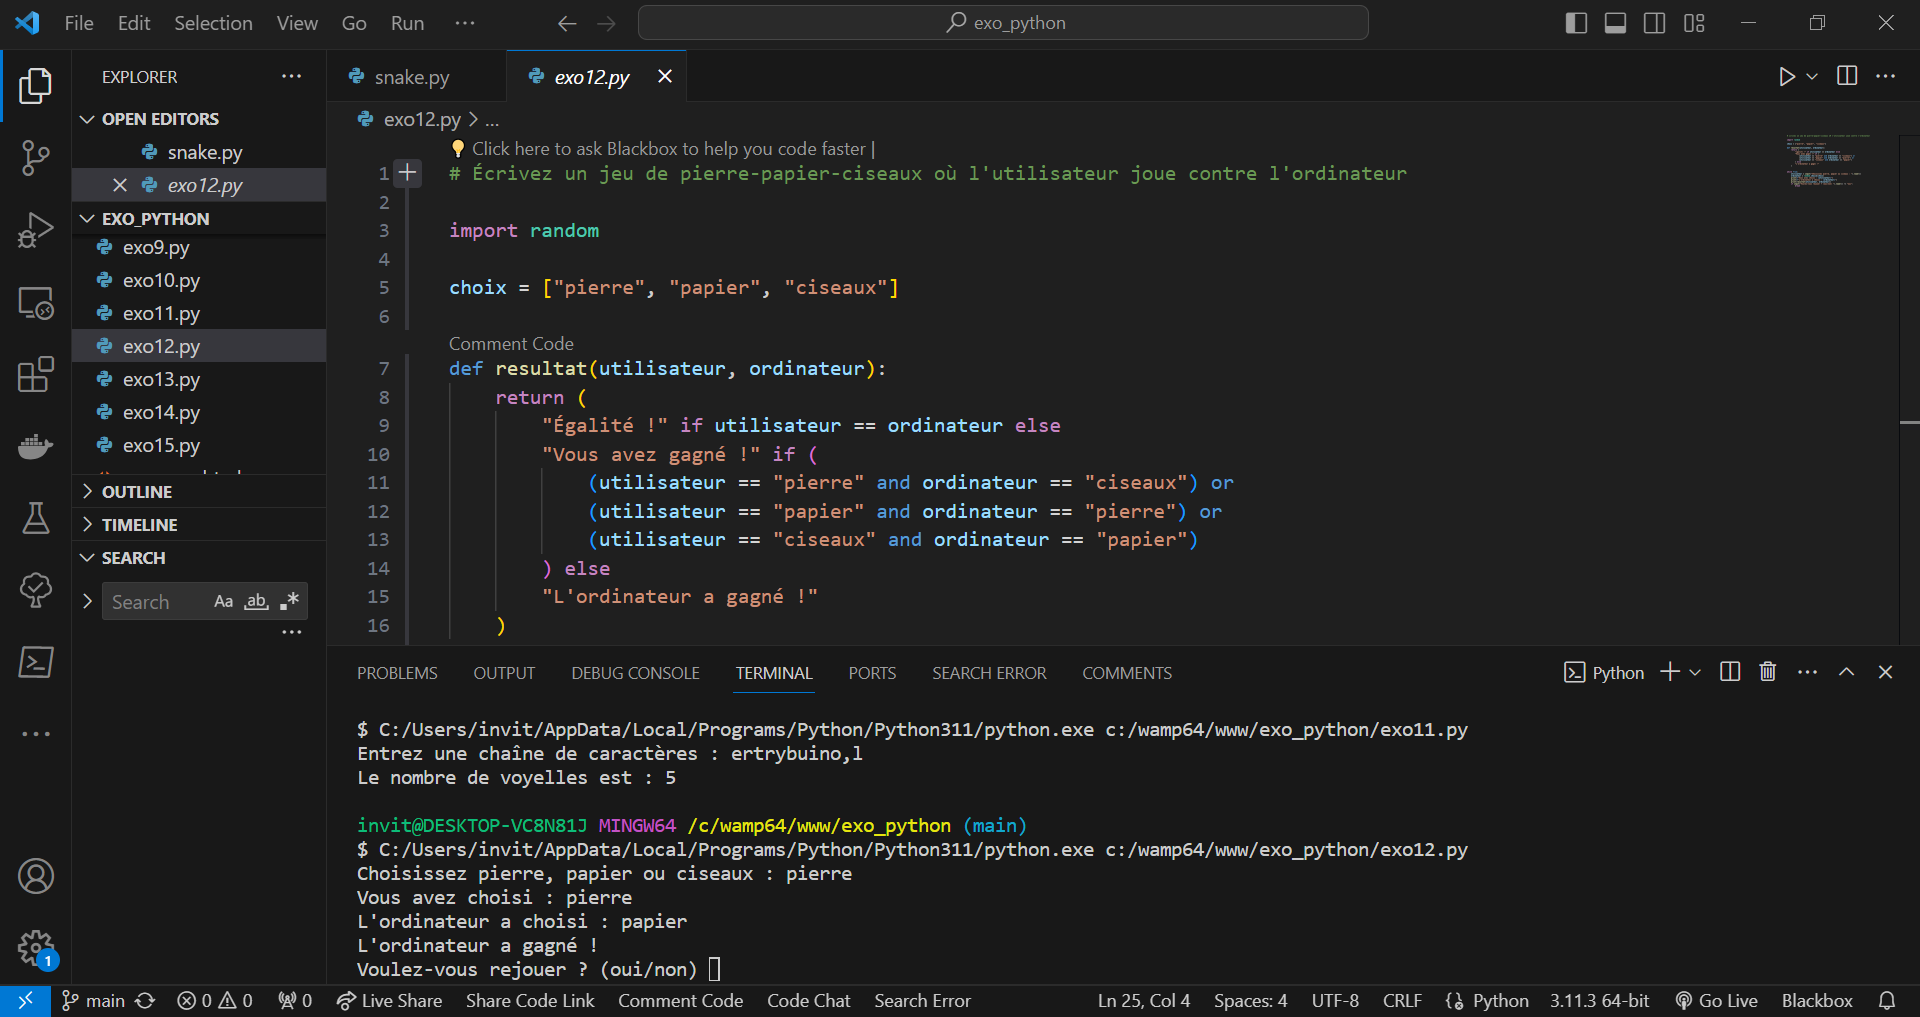 File Edit Selection View Go Run ...
exo_python
EXPLORER
OPEN EDITORS
snake.py
exo12.py
EXO_PYTHON
exo9.py
exo10.py
exo11.py
exo12.py
exo13.py
exo14.py
exo15.py
OUTLINE
TIMELINE
SEARCH
Search Aa ab .*
snake.py exo12.py
exo12.py > ...
Click here to ask Blackbox to help you code faster |
1 # Écrivez un jeu de pierre-papier-ciseaux où l'utilisateur joue contre l'ordinateur
2
3 import random
4
5 choix = ["pierre", "papier", "ciseaux"]
6
Comment Code
7 def resultat(utilisateur, ordinateur):
8 return (
9 "Égalité !" if utilisateur == ordinateur else
10 "Vous avez gagné !" if (
11 (utilisateur == "pierre" and ordinateur == "ciseaux") or
12 (utilisateur == "papier" and ordinateur == "pierre") or
13 (utilisateur == "ciseaux" and ordinateur == "papier")
14 ) else
15 "L'ordinateur a gagné !"
16 )
PROBLEMS OUTPUT DEBUG CONSOLE TERMINAL PORTS SEARCH ERROR COMMENTS
Python
$ C:/Users/invit/AppData/Local/Programs/Python/Python311/python.exe c:/wamp64/www/exo_python/exo11.py
Entrez une chaîne de caractères : ertrybuino,l
Le nombre de voyelles est : 5
invit@DESKTOP-VC8N81J MINGW64 /c/wamp64/www/exo_python (main)
$ C:/Users/invit/AppData/Local/Programs/Python/Python311/python.exe c:/wamp64/www/exo_python/exo12.py
Choisissez pierre, papier ou ciseaux : pierre
Vous avez choisi : pierre
L'ordinateur a choisi : papier
L'ordinateur a gagné !
Voulez-vous rejouer ? (oui/non)
1
main 0 0 0 Live Share Share Code Link Comment Code Code Chat Search Error Ln 25, Col 4 Spaces: 4 UTF-8 CRLF Python 3.11.3 64-bit Go Live Blackbox